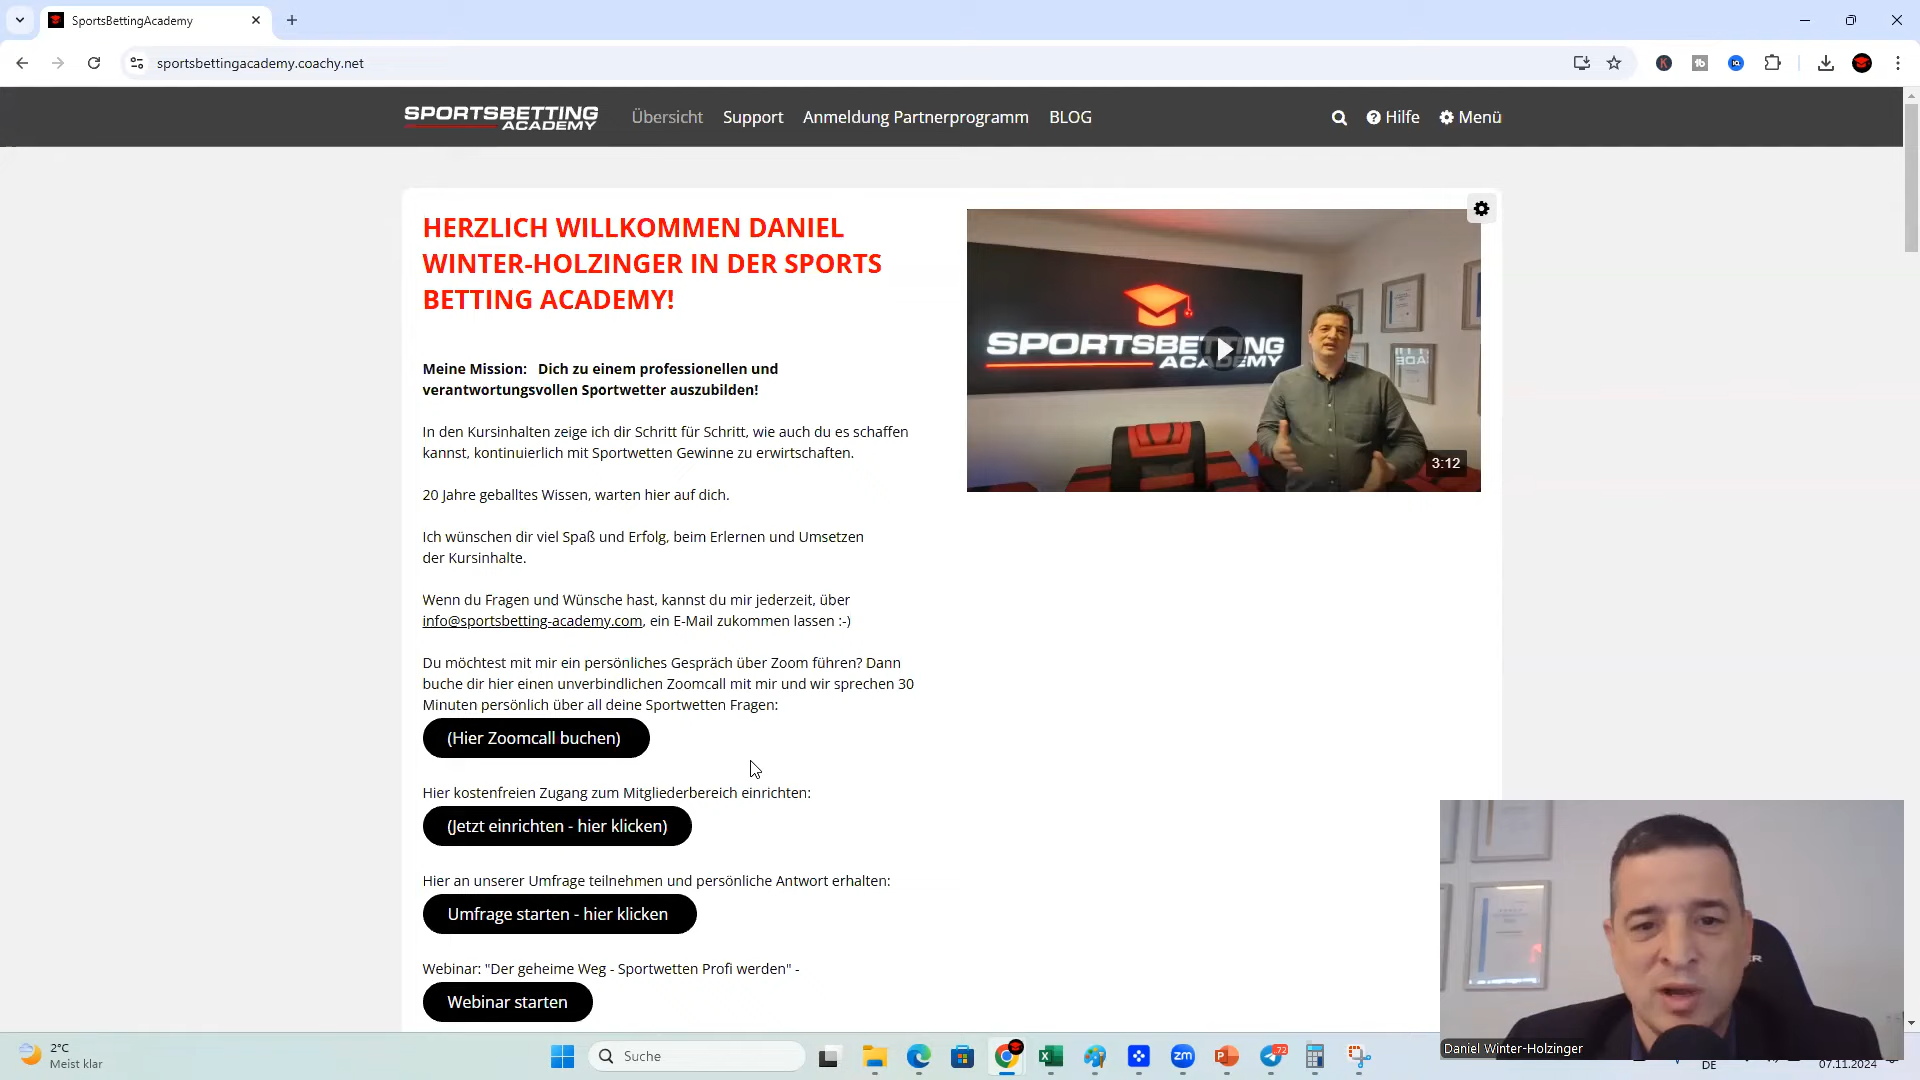 SportsBettingAcademy
sportsbettingacademy.coachy.net
SPORTSBETTING
ACADEMY
Übersicht
Support
Anmeldung Partnerprogramm
BLOG
Hilfe
Menü
HERZLICH WILLKOMMEN DANIEL
WINTER-HOLZINGER IN DER SPORTS
BETTING ACADEMY!
Meine Mission: Dich zu einem professionellen und
verantwortungsvollen Sportwetter auszubilden!
In den Kursinhalten zeige ich dir Schritt für Schritt, wie auch du es schaffen
kannst, kontinuierlich mit Sportwetten Gewinne zu erwirtschaften.
20 Jahre geballtes Wissen, warten hier auf dich.
Ich wünschen dir viel Spaß und Erfolg, beim Erlernen und Umsetzen
der Kursinhalte.
Wenn du Fragen und Wünsche hast, kannst du mir jederzeit, über
info@sportsbetting-academy.com, ein E-Mail zukommen lassen :-)
Du möchtest mit mir ein persönliches Gespräch über Zoom führen? Dann
buche dir hier einen unverbindlichen Zoomcall mit mir und wir sprechen 30
Minuten persönlich über all deine Sportwetten Fragen:
(Hier Zoomcall buchen)
Hier kostenfreien Zugang zum Mitgliederbereich einrichten:
(Jetzt einrichten - hier klicken)
Hier an unserer Umfrage teilnehmen und persönliche Antwort erhalten:
Umfrage starten - hier klicken
Webinar: "Der geheime Weg - Sportwetten Profi werden" -
Webinar starten
3:12
Daniel Winter-Holzinger
2°C
Meist klar
Suche
zm
72
DE
07.11.2024